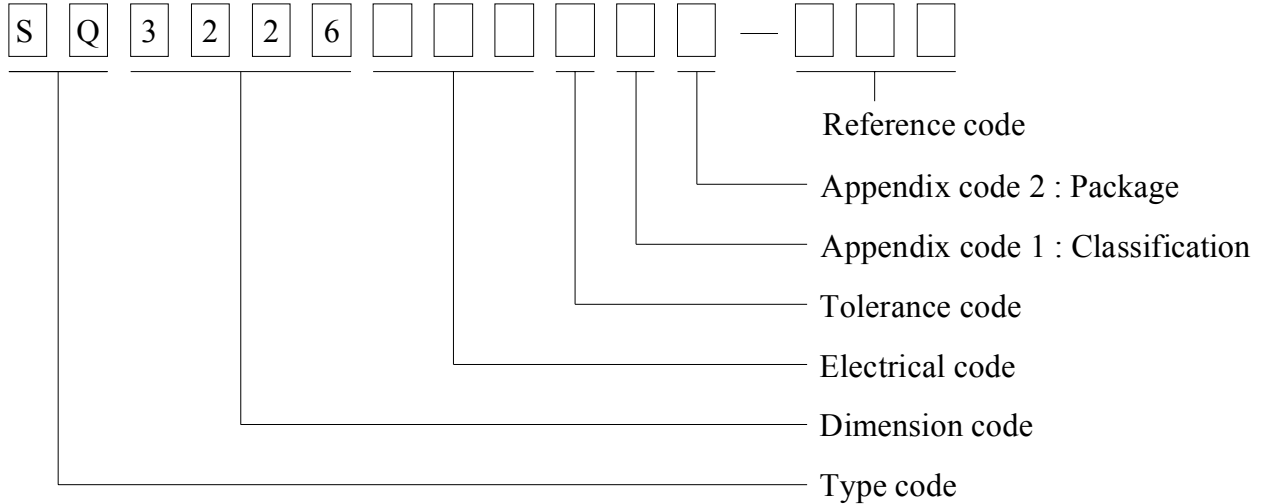 S Q 3 2 2 6 —
Reference code
Appendix code 2 : Package
Appendix code 1 : Classification
Tolerance code
Electrical code
Dimension code
Type code